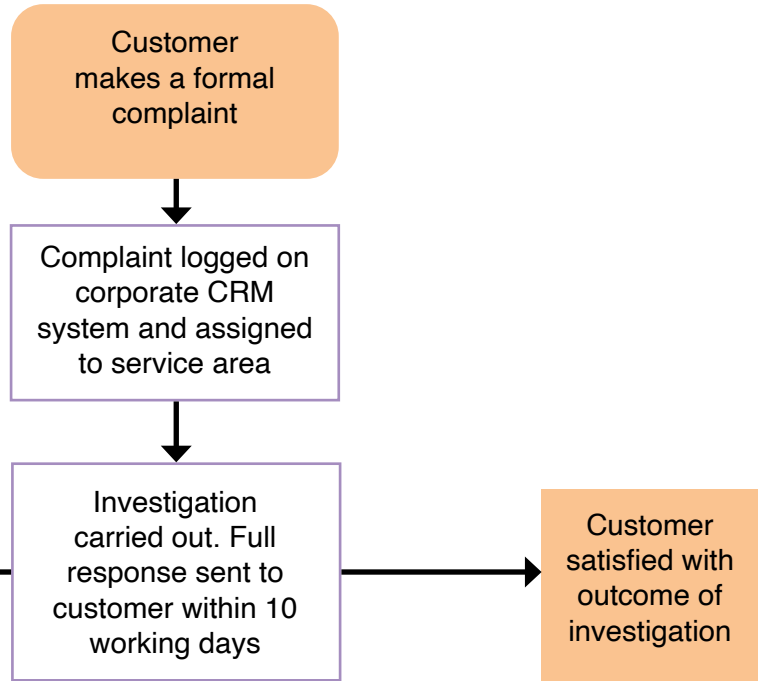 Customer
makes a formal
complaint
Complaint logged on
corporate CRM
system and assigned
to service area
Investigation
carried out. Full
response sent to
customer within 10
working days
Customer
satisfied with
outcome of
investigation